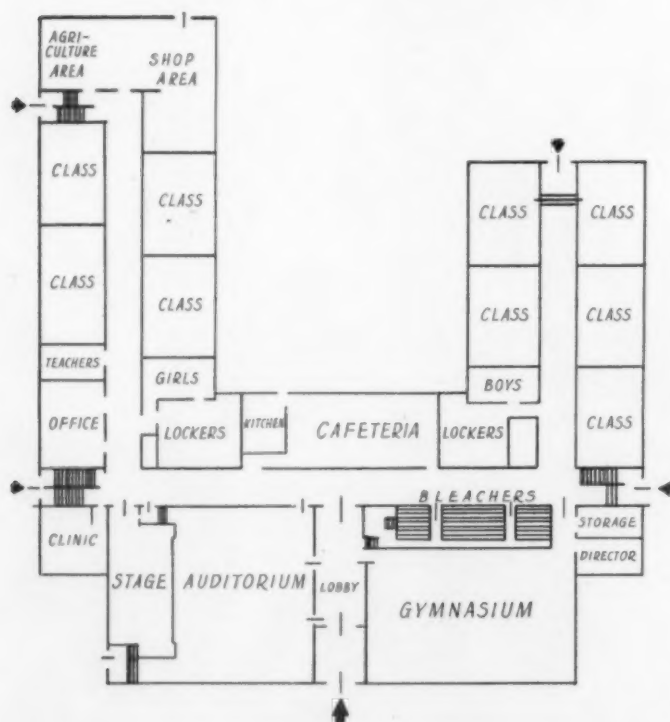 AGRI-
CULTURE
AREA
SHOP
AREA
CLASS
CLASS
CLASS
CLASS
CLASS
CLASS
CLASS
CLASS
CLASS
TEACHERS
GIRLS
BOYS
OFFICE
LOCKERS
KITCHEN
CAFETERIA
LOCKERS
CLASS
BLEACHERS
CLINIC
STORAGE
STAGE
AUDITORIUM
LOBBY
DIRECTOR
GYMNASIUM